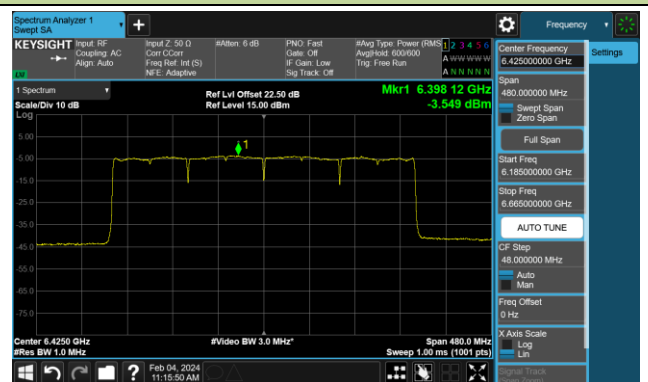 Spectrum Analyzer 1
Swept SA
Frequency
KEYSIGHT
Input: RF
Coupling: AC
Align: Auto
Input Z: 50 Ω
Corr CCorr
Freq Ref: Int (S)
NFE: Adaptive
#Atten: 6 dB
PNO: Fast
Gate: Off
IF Gain: Low
Sig Track: Off
#Avg Type: Power (RMS
Avg|Hold: 600/600
Trig: Free Run
1 2 3 4 5 6
A W W W W W
A N N N N N
LXI
Center Frequency
6.425000000 GHz
Settings
Span
480.000000 MHz
Swept Span
Zero Span
Full Span
Start Freq
6.185000000 GHz
Stop Freq
6.665000000 GHz
AUTO TUNE
CF Step
48.000000 MHz
Auto
Man
Freq Offset
0 Hz
X Axis Scale
Log
Lin
Signal Track
1 Spectrum
Scale/Div 10 dB
Ref Lvl Offset 22.50 dB
Ref Level 15.00 dBm
Mkr1 6.398 12 GHz
-3.549 dBm
Log
5.00
-5.00
-15.0
-25.0
-35.0
-45.0
-55.0
-65.0
-75.0
1
Center 6.4250 GHz
#Res BW 1.0 MHz
#Video BW 3.0 MHz*
Span 480.0 MHz
Sweep 1.00 ms (1001 pts)
?
Feb 04, 2024
11:15:50 AM